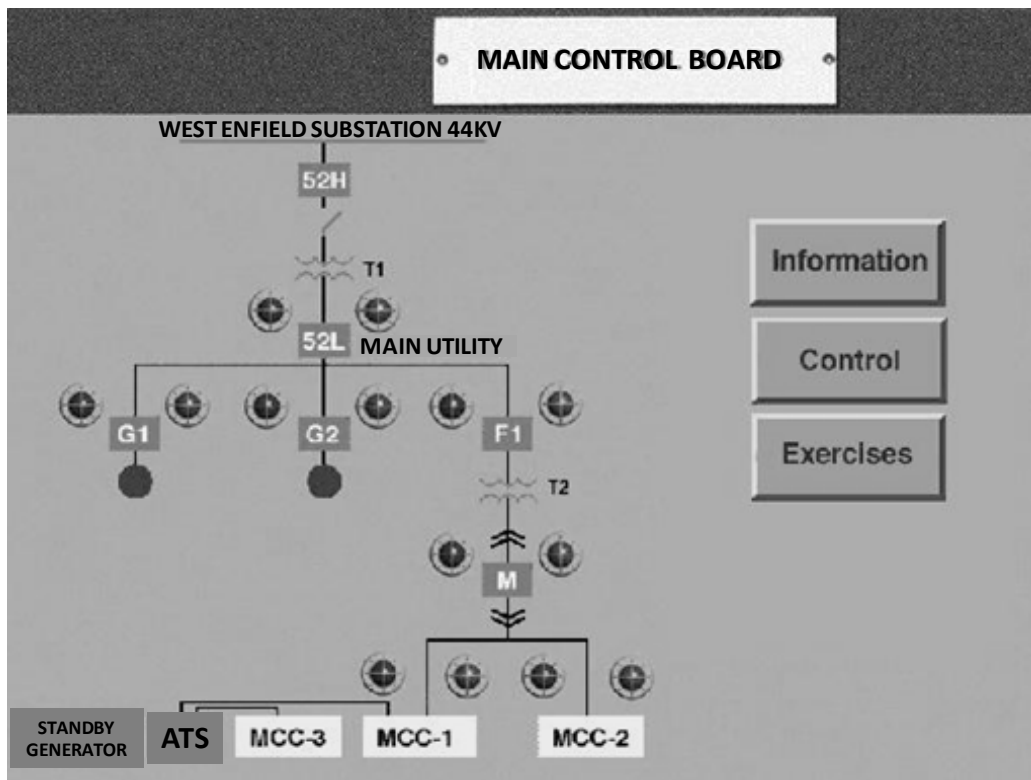 MAIN CONTROL BOARD
WEST ENFIELD SUBSTATION 44KV
52H
T1
Information
52L MAIN UTILITY
Control
G1 G2 F1
Exercises
T2
M
STANDBY
GENERATOR
ATS MCC-3 MCC-1 MCC-2